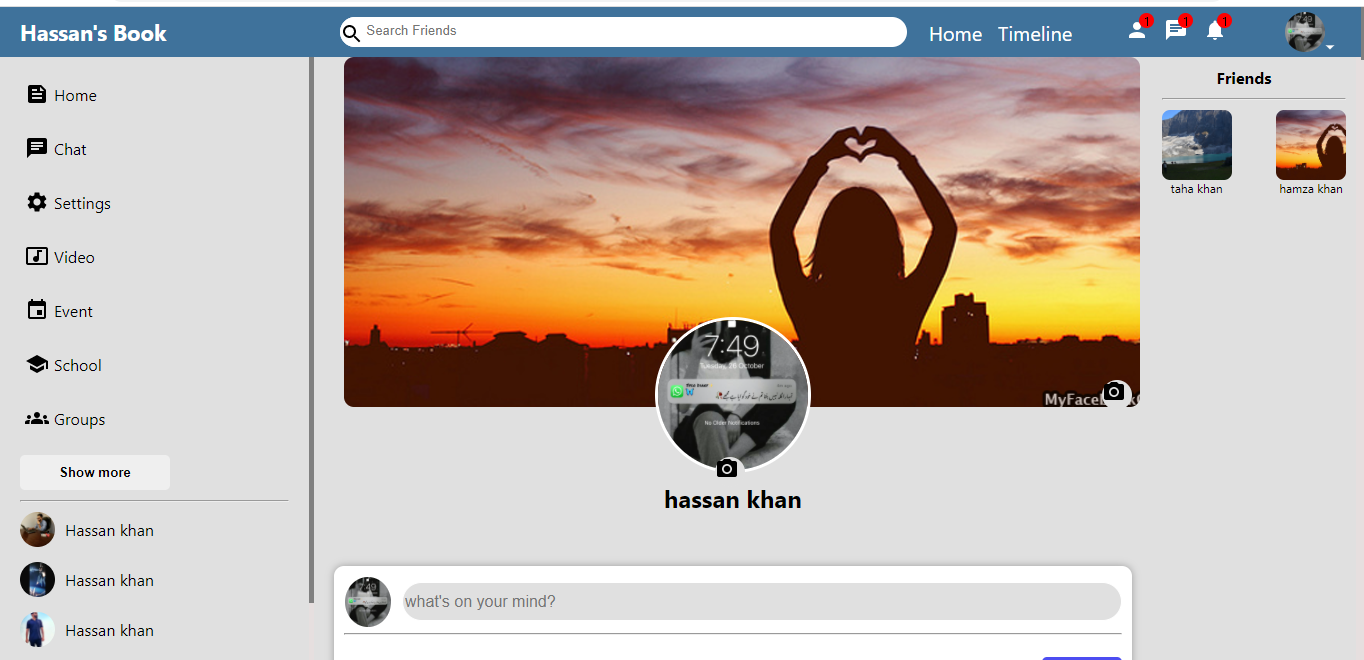 Hassan's Book
Search Friends
Home
Timeline
1
1
1
Home
Chat
Settings
Video
Event
School
Groups
Show more
Hassan khan
Hassan khan
Hassan khan
7:49
Tuesday, 26 October
No Older Notifications
hassan khan
what's on your mind?
Friends
taha khan
hamza khan